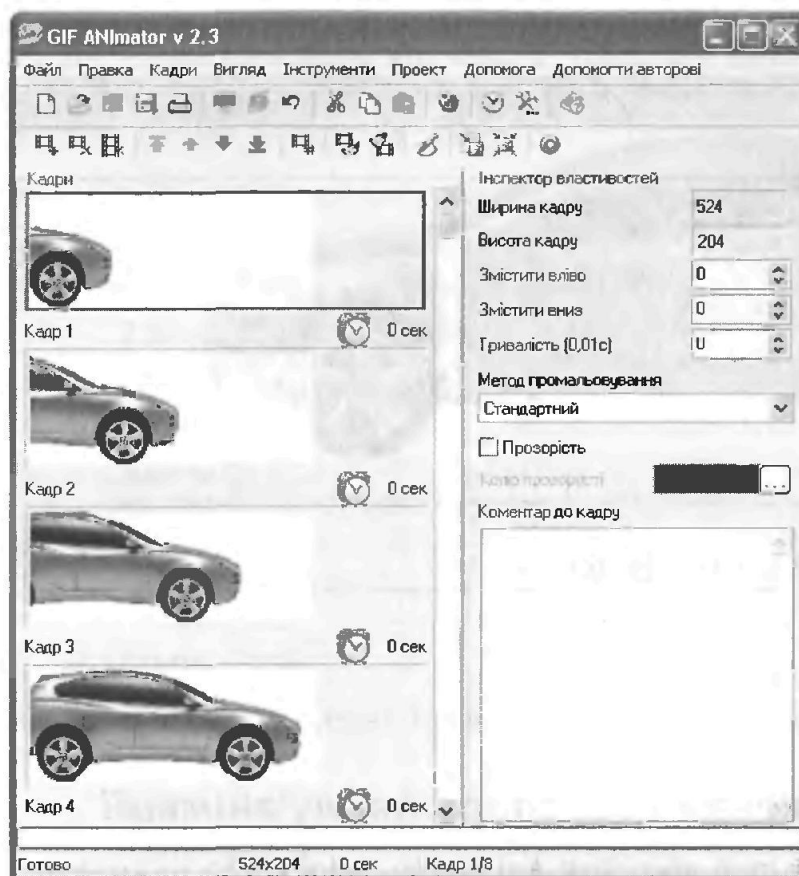 GIF ANImator v 2.3
Файл Правка Кадри Вигляд Інструменти Проект Допомога Допомогти авторові
Кадри
Кадр 1 0 сек
Кадр 2 0 сек
Кадр 3 0 сек
Кадр 4 0 сек
Інспектор властивостей
Ширина кадру 524
Висота кадру 204
Змістити вліво 0
Змістити вниз 0
Тривалість (0,01с) 0
Метод промальовування
Стандартний
Прозорість
Колір прозорості ...
Коментар до кадру
Готово 524x204 0 сек Кадр 1/8